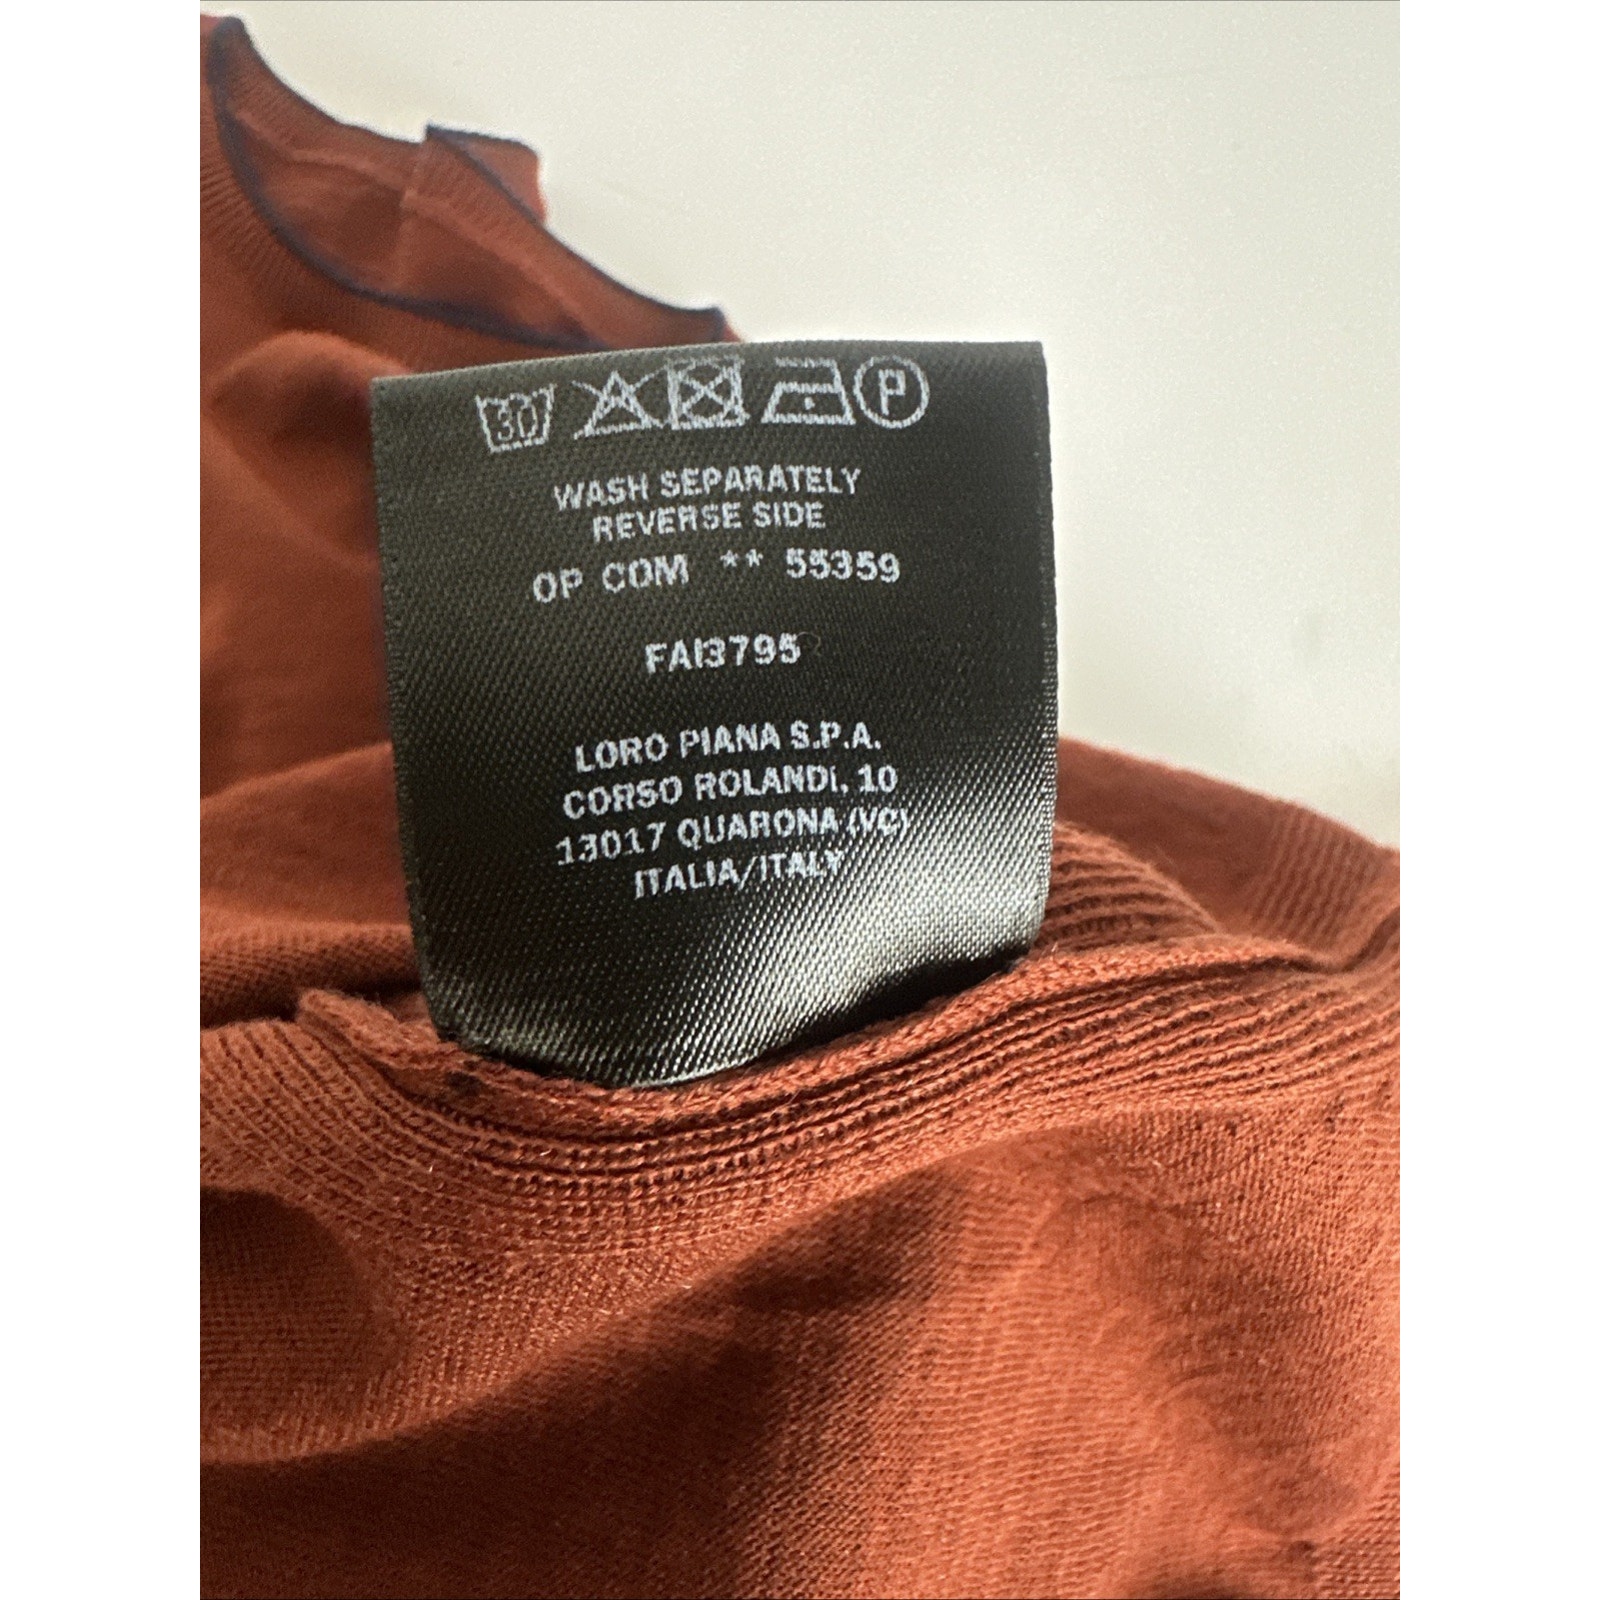 30 P
WASH SEPARATELY
REVERSE SIDE
OP COM ** 55359
FAI3795
LORO PIANA S.P.A.
CORSO ROLANDI, 10
13017 QUARONA (VC)
ITALIA/ITALY